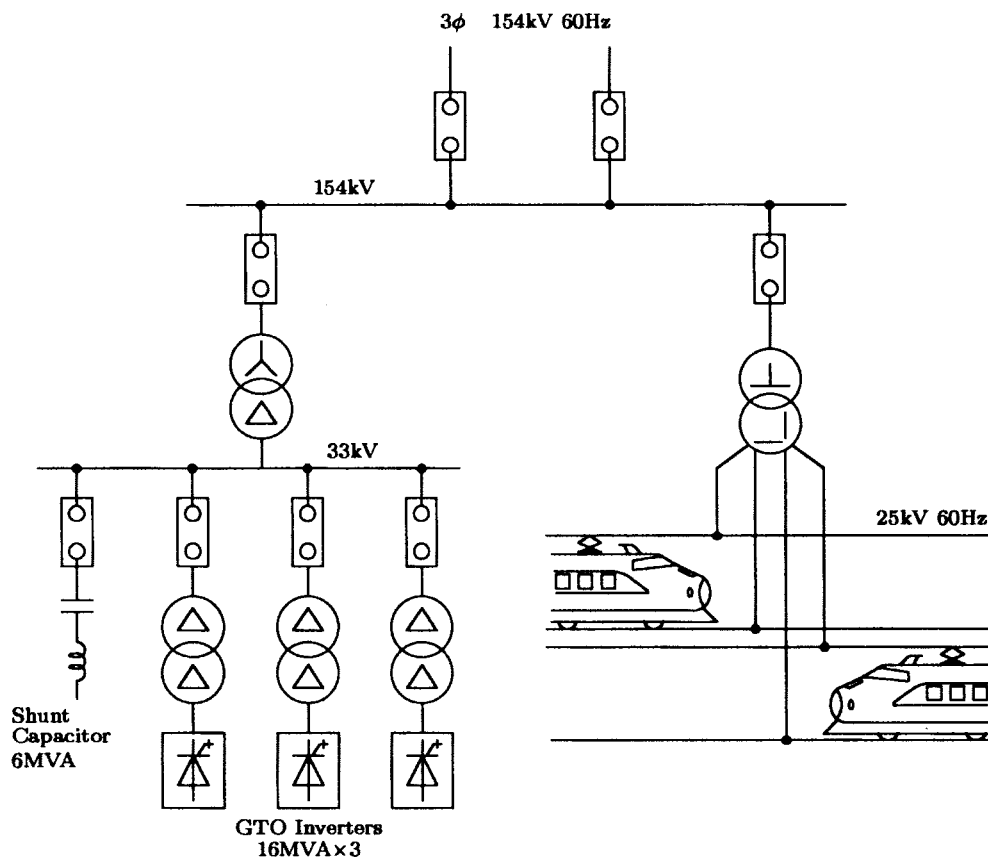 3ϕ 154kV 60Hz
154kV
33kV
25kV 60Hz
Shunt
Capacitor
6MVA
GTO Inverters
16MVA×3